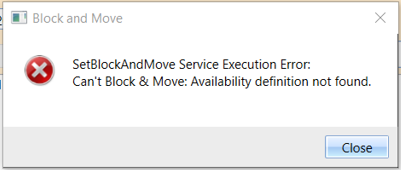 Block and Move
SetBlockAndMove Service Execution Error:
Can't Block & Move: Availability definition not found.
Close